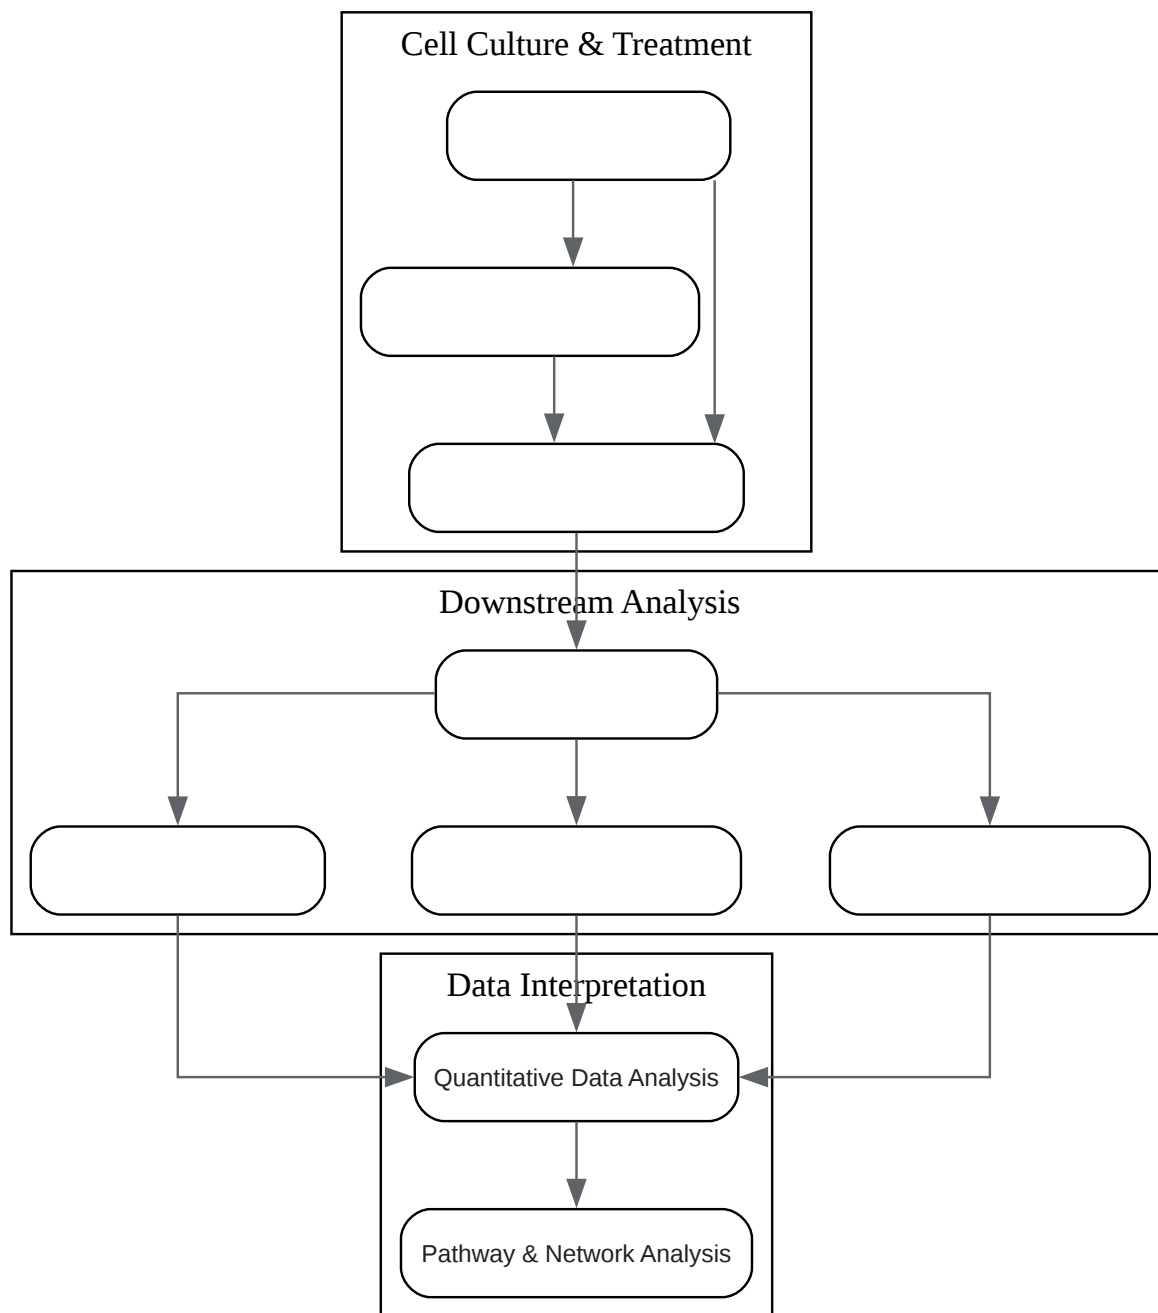 Cell Culture & Treatment
Downstream Analysis
Data Interpretation
Quantitative Data Analysis
Pathway & Network Analysis